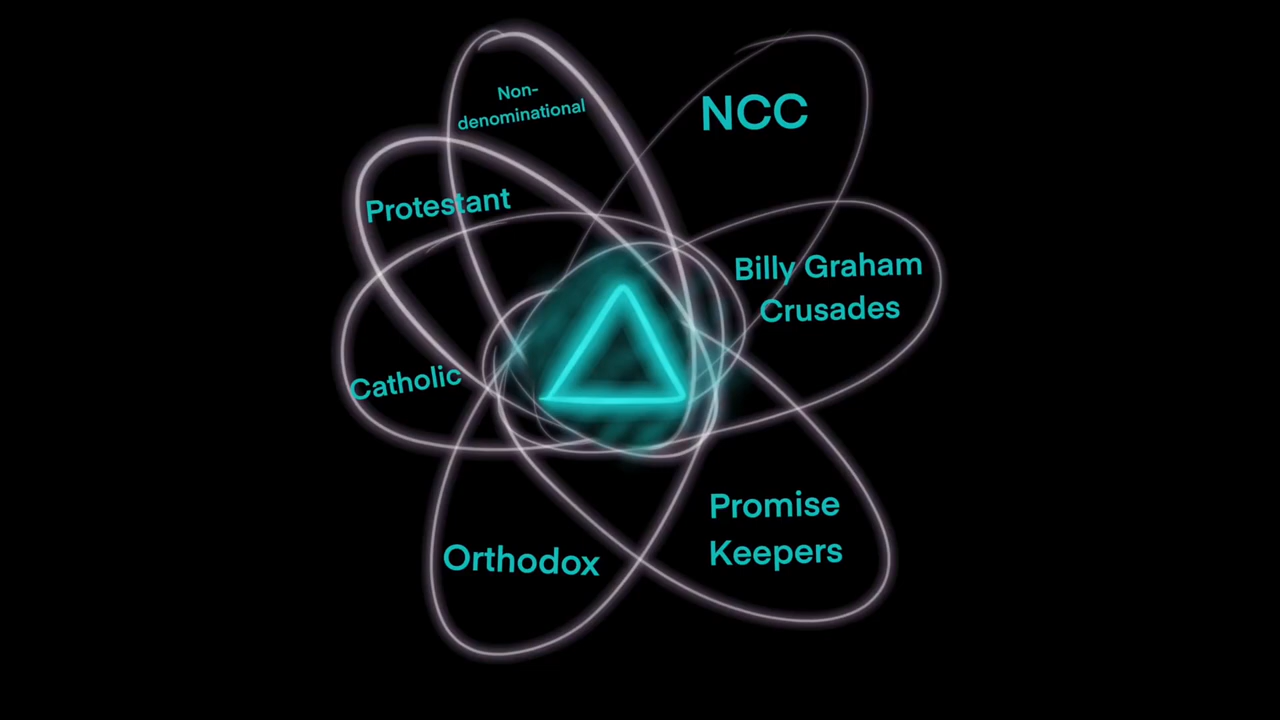 Non-
denominational
NCC
Protestant
Billy Graham
Crusades
Catholic
Promise
Keepers
Orthodox